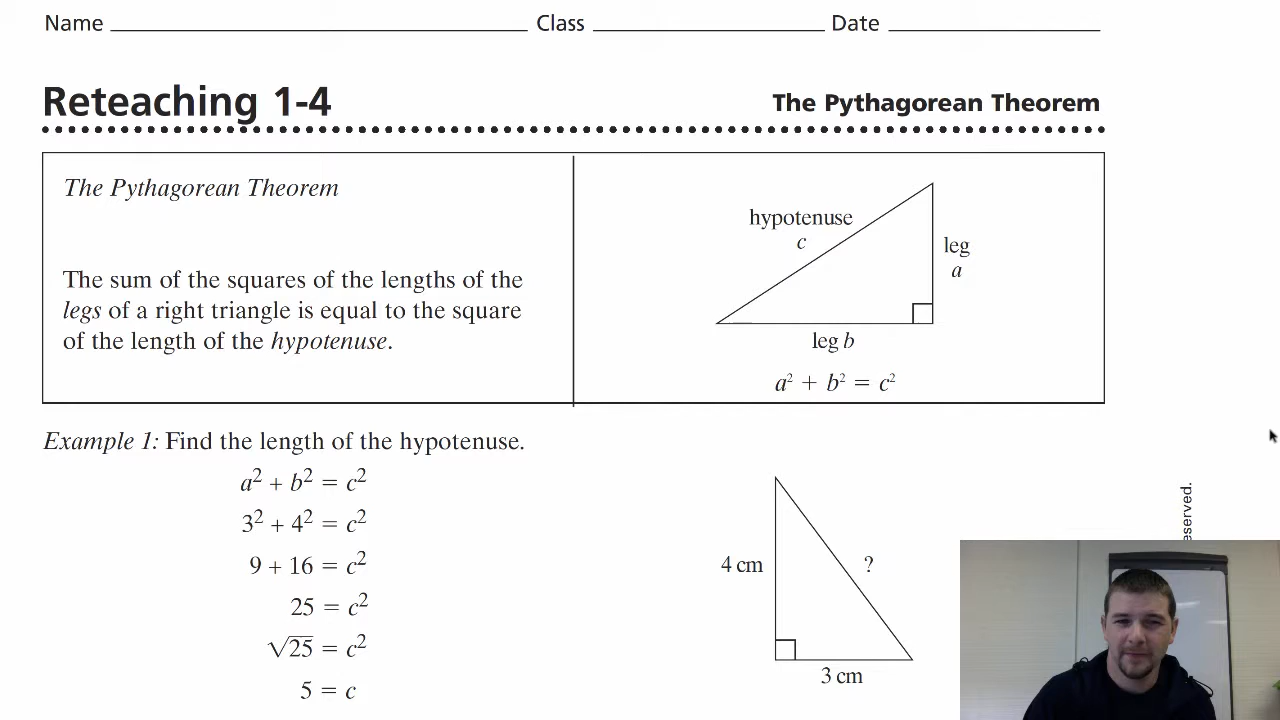 Name Class Date
Reteaching 1-4
The Pythagorean Theorem
The Pythagorean Theorem
The sum of the squares of the lengths of the
legs of a right triangle is equal to the square
of the length of the hypotenuse.
hypotenuse
c
leg
a
leg b
a² + b² = c²
Example 1: Find the length of the hypotenuse.
a² + b² = c²
3² + 4² = c²
9 + 16 = c²
25 = c²
√25 = c²
5 = c
4 cm
?
3 cm
eserved.